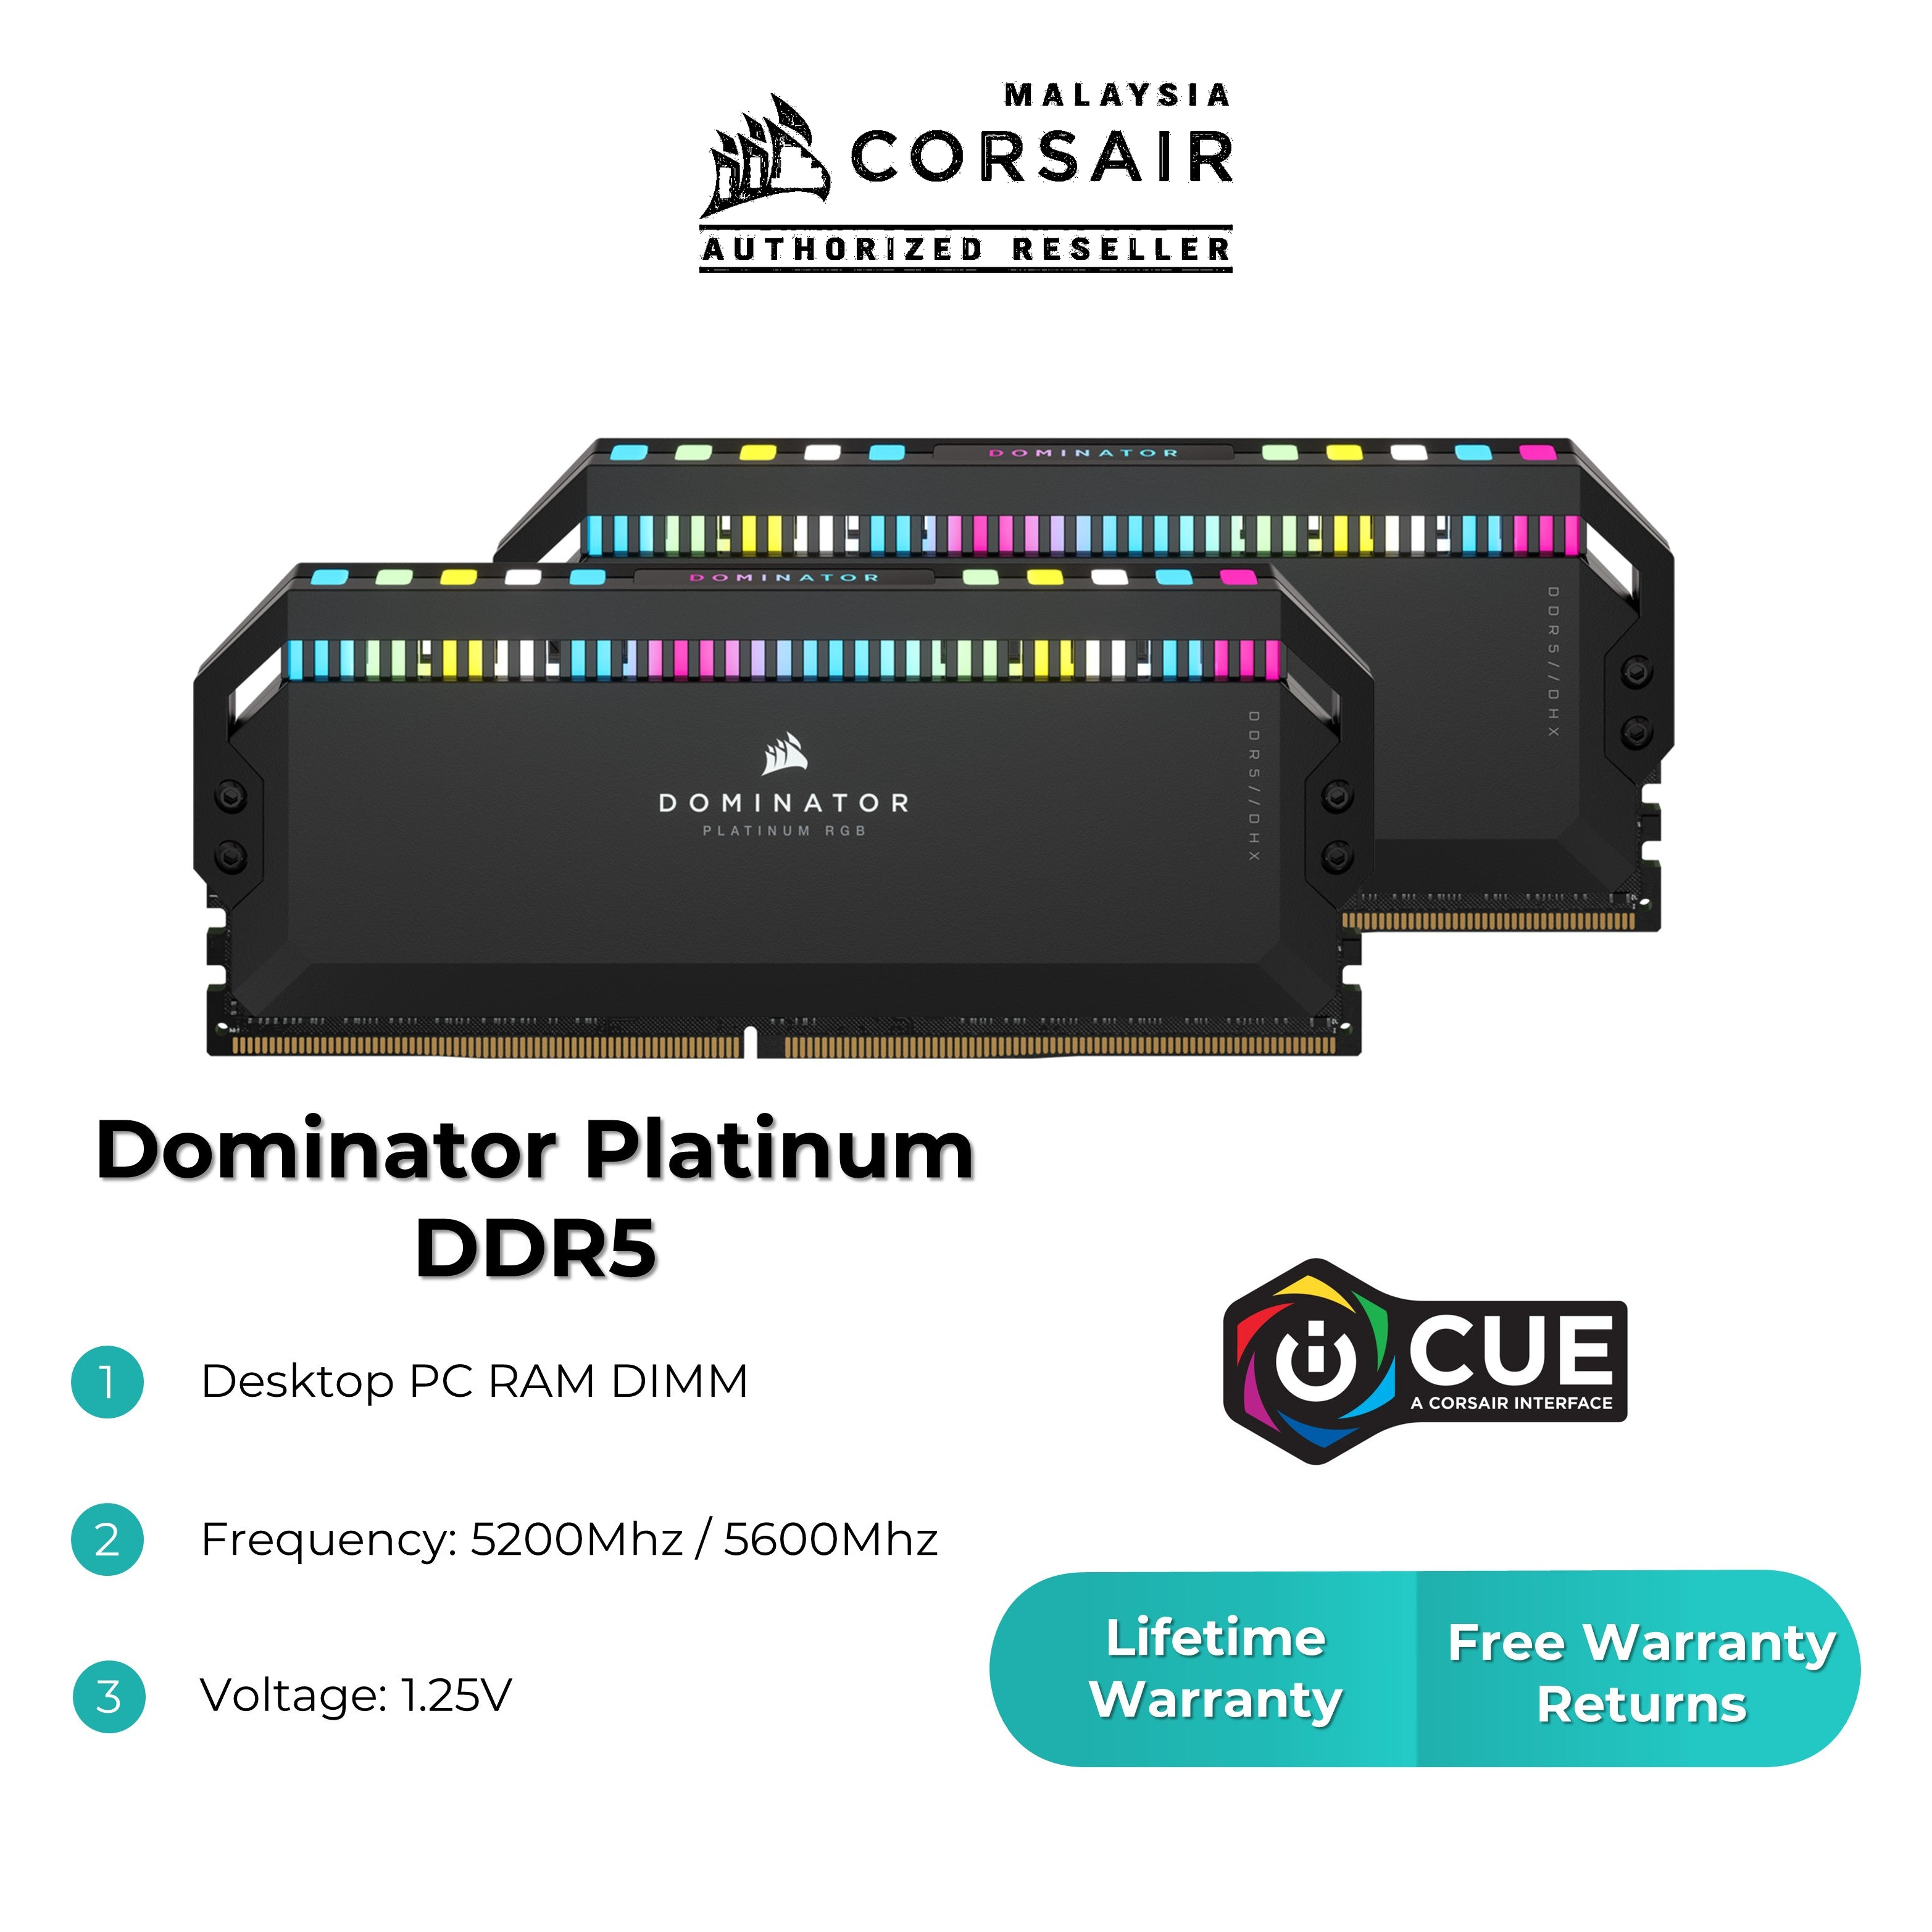 MALAYSIA
CORSAIR
AUTHORIZED RESELLER
DOMINATOR
DDR5//DHX
DOMINATOR
DOMINATOR
PLATINUM RGB
DDR5//DHX
Dominator Platinum
DDR5
1 Desktop PC RAM DIMM
2 Frequency: 5200Mhz / 5600Mhz
3 Voltage: 1.25V
iCUE
A CORSAIR INTERFACE
Lifetime
Warranty
Free Warranty
Returns